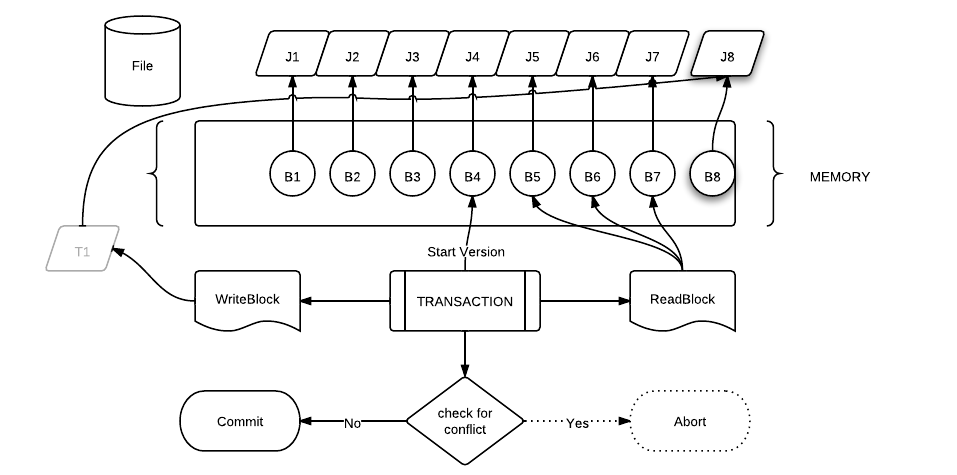 File
J1
J2
J3
J4
J5
J6
J7
J8
B1
B2
B3
B4
B5
B6
B7
B8
MEMORY
T1
Start Version
WriteBlock
TRANSACTION
ReadBlock
Commit
No
check for
conflict
Yes
Abort